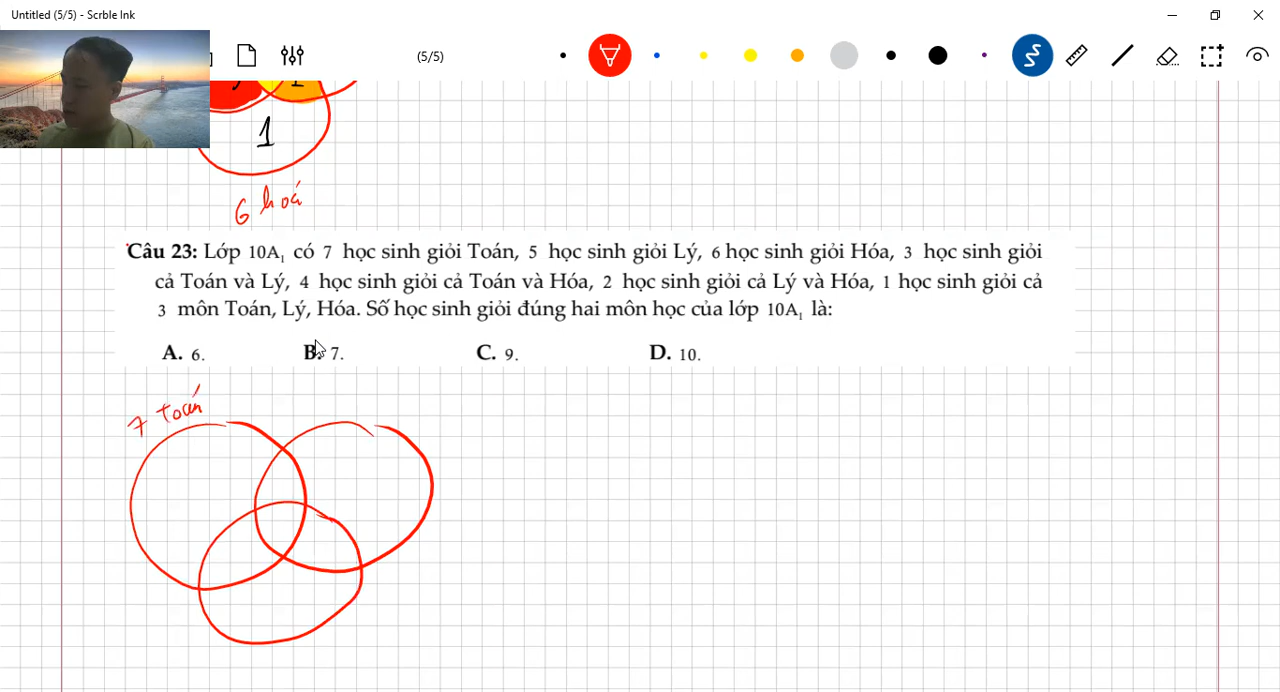 Untitled (5/5) - Scrble Ink
(5/5)
1
1
6 hoá
Câu 23: Lớp 10A₁ có 7 học sinh giỏi Toán, 5 học sinh giỏi Lý, 6 học sinh giỏi Hóa, 3 học sinh giỏi
cả Toán và Lý, 4 học sinh giỏi cả Toán và Hóa, 2 học sinh giỏi cả Lý và Hóa, 1 học sinh giỏi cả
3 môn Toán, Lý, Hóa. Số học sinh giỏi đúng hai môn học của lớp 10A₁ là:
A. 6. B. 7. C. 9. D. 10.
7 toán